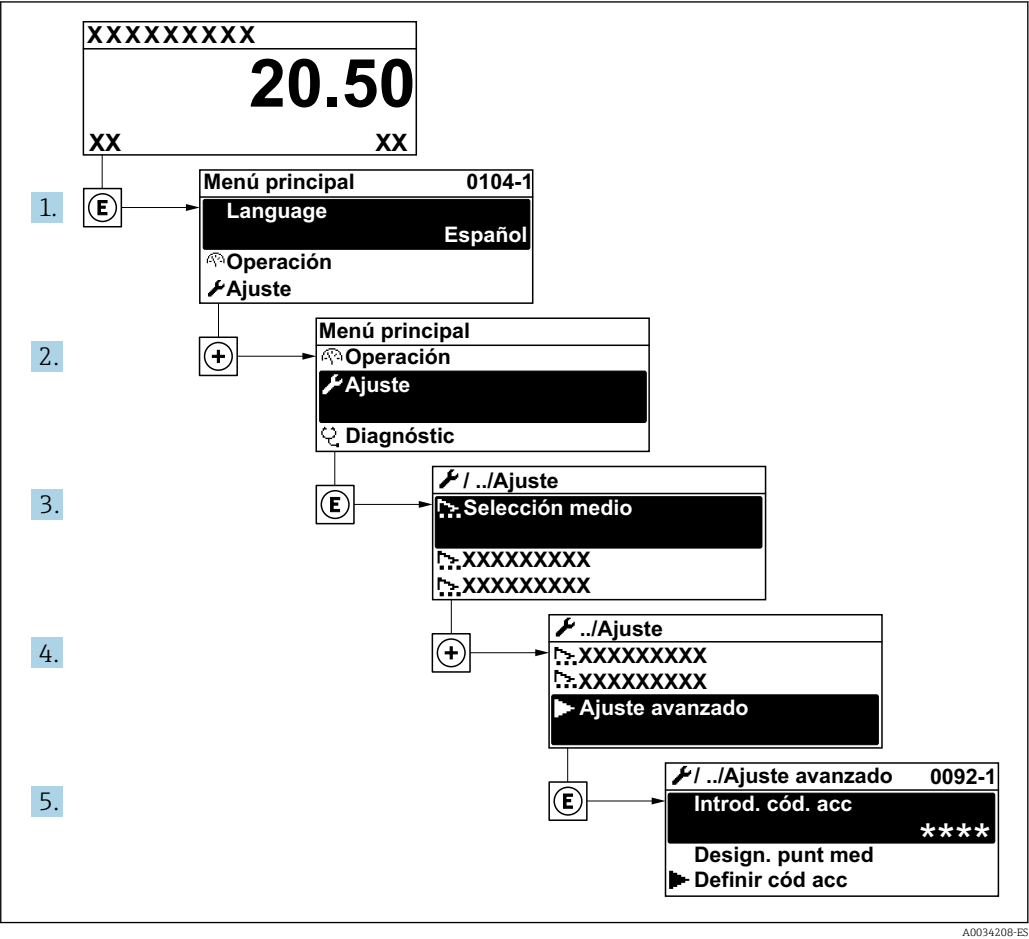 XXXXXXXXX
20.50
XX XX
1.
E
Menú principal 0104-1
Language
Español
Operación
Ajuste
2.
+
Menú principal
Operación
Ajuste
Diagnóstic
3.
E
/ ../Ajuste
Selección medio
XXXXXXXXX
XXXXXXXXX
4.
+
../Ajuste
XXXXXXXXX
XXXXXXXXX
Ajuste avanzado
5.
E
/ ../Ajuste avanzado 0092-1
Introd. cód. acc
****
Design. punt med
Definir cód acc
A0034208-ES